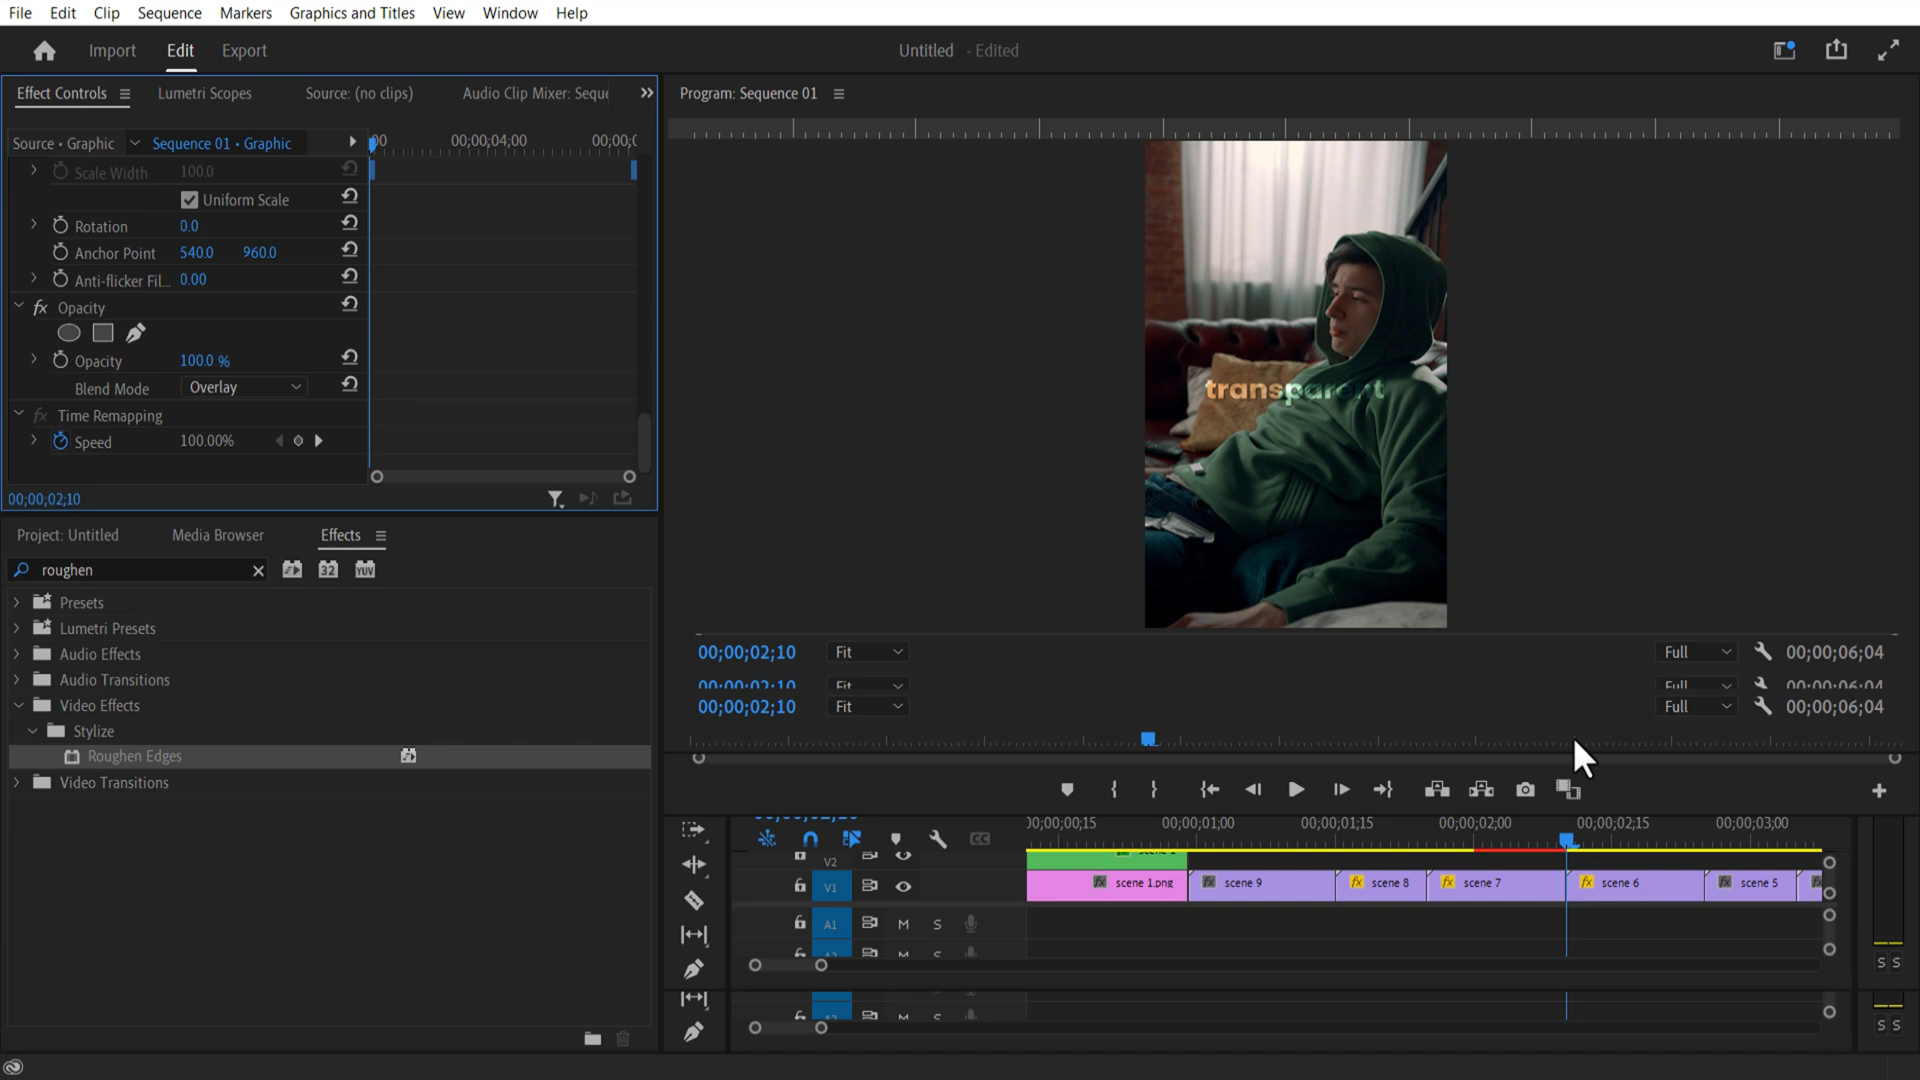 File Edit Clip Sequence Markers Graphics and Titles View Window Help
Import Edit Export Untitled - Edited
Effect Controls Lumetri Scopes Source: (no clips) Audio Clip Mixer: Seque
Program: Sequence 01
Source • Graphic Sequence 01 • Graphic 00;00;04;00
Scale Width 100.0
Uniform Scale
Rotation 0.0
Anchor Point 540.0 960.0
Anti-flicker Fil... 0.00
fx Opacity
Opacity 100.0 %
Blend Mode Overlay
fx Time Remapping
Speed 100.00%
00;00;02;10
transparent
Project: Untitled Media Browser Effects
roughen 32 YUV
Presets
Lumetri Presets
Audio Effects
Audio Transitions
Video Effects
Stylize
Roughen Edges
Video Transitions
00;00;02;10 Fit Full 00;00;06;04
00;00;02;10 Fit Full 00;00;06;04
00;00;02;10 Fit Full 00;00;06;04
00;00;00;15 00;00;01;00 00;00;01;15 00;00;02;00 00;00;02;15 00;00;03;00
CC
V2
V1 fx scene 1.png fx scene 9 fx scene 8 fx scene 7 fx scene 6 fx scene 5
A1 M S
S S
S S